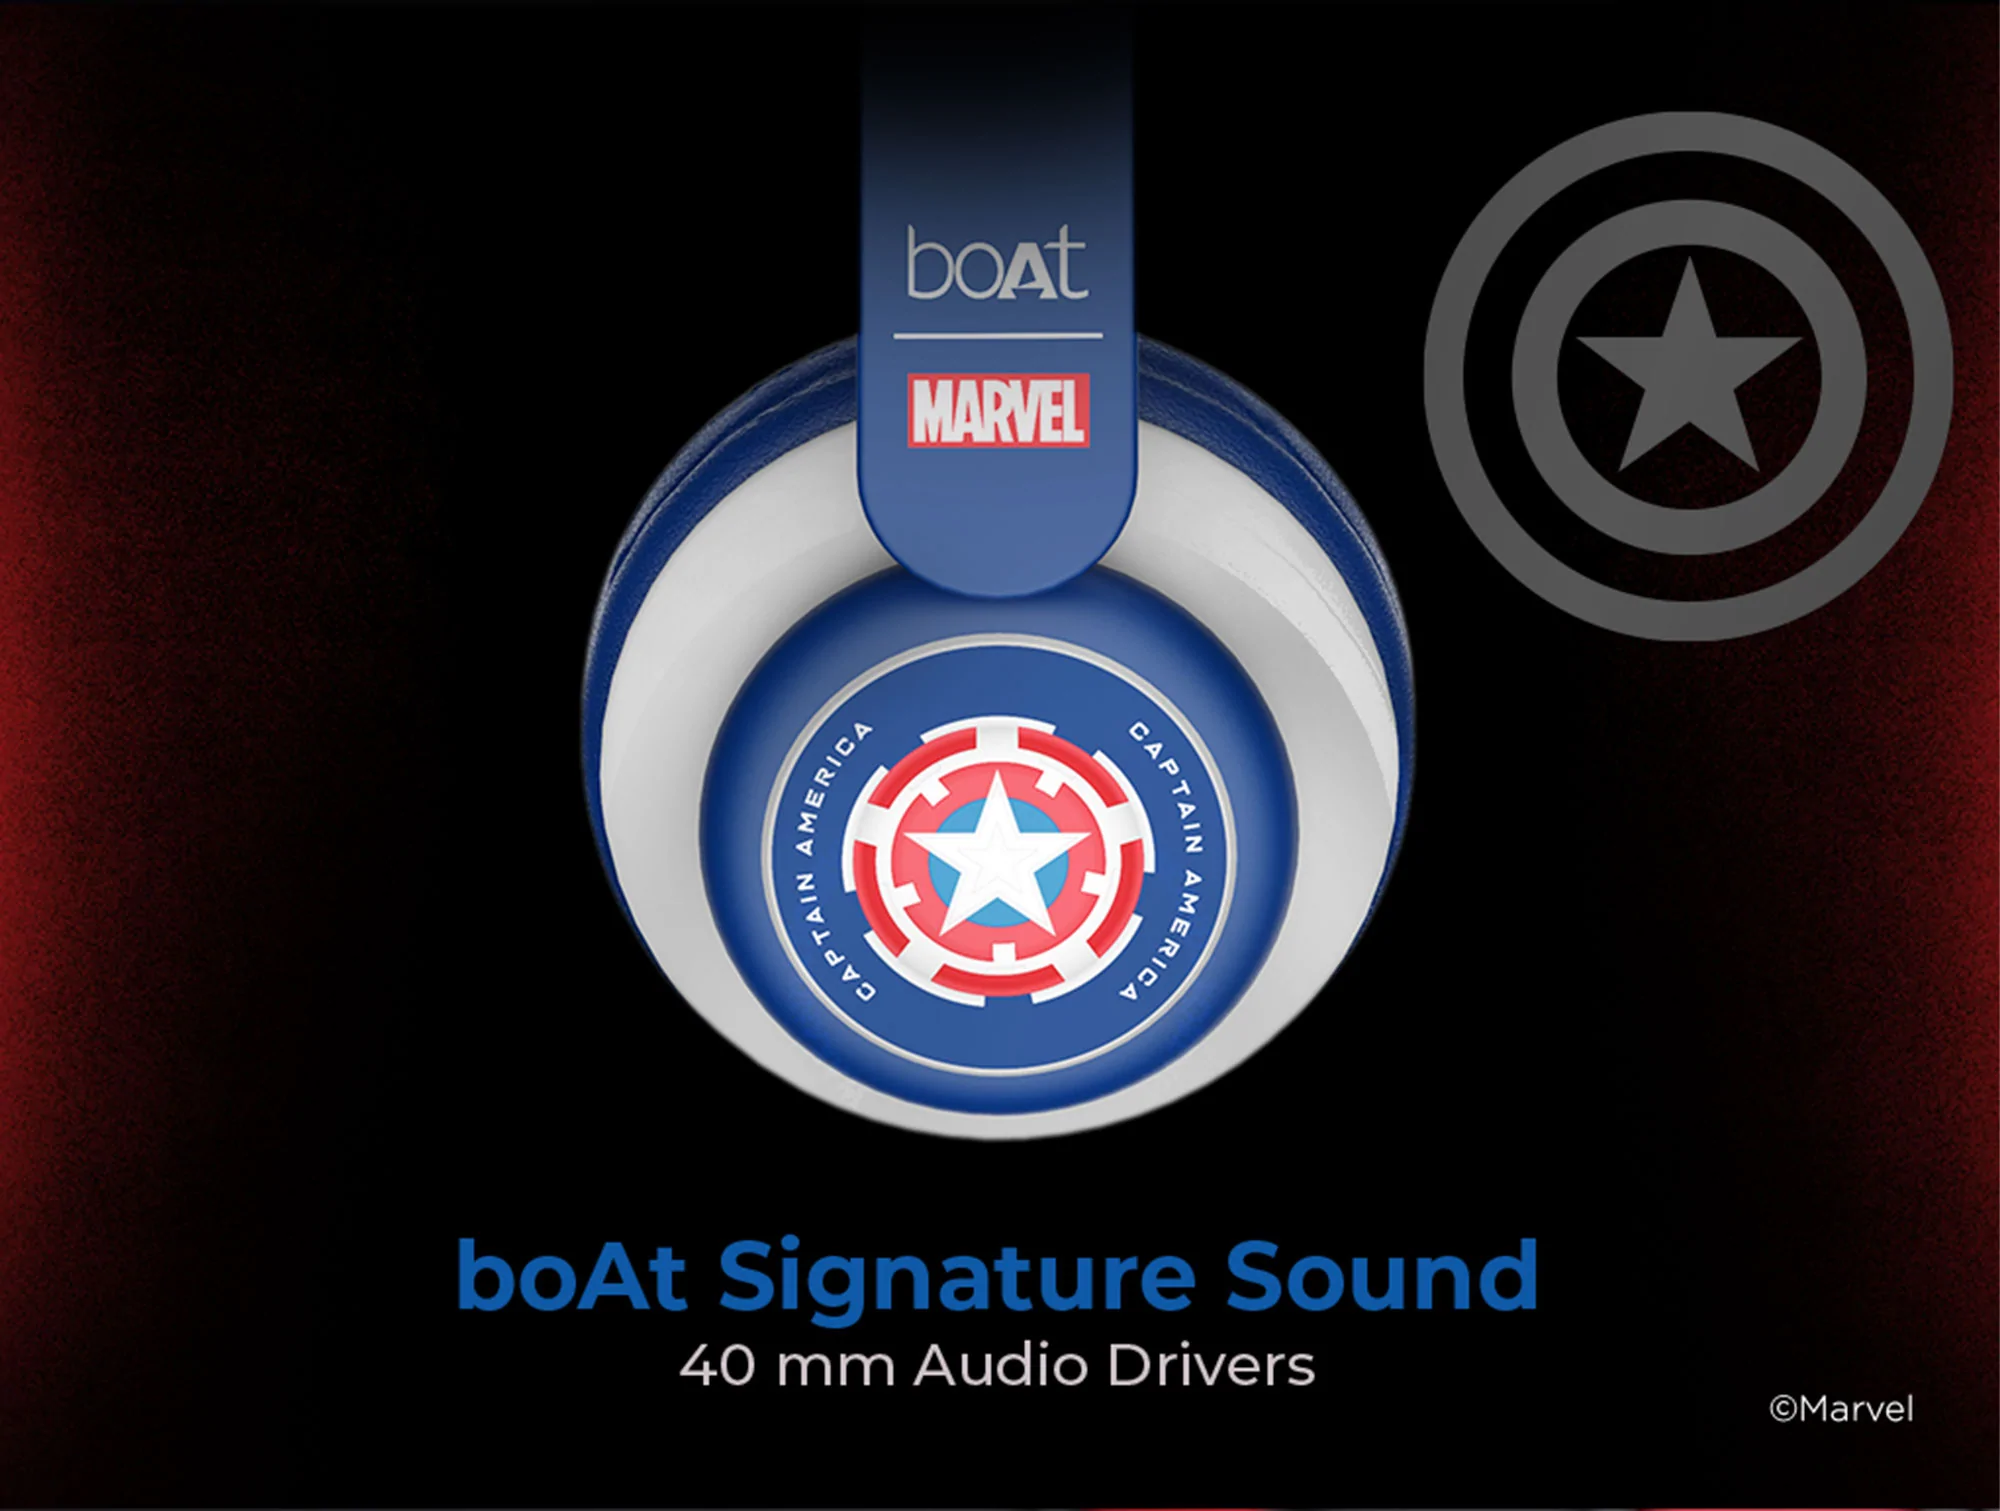 boAt
MARVEL
CAPTAIN AMERICA
CAPTAIN AMERICA
boAt Signature Sound
40 mm Audio Drivers
©Marvel